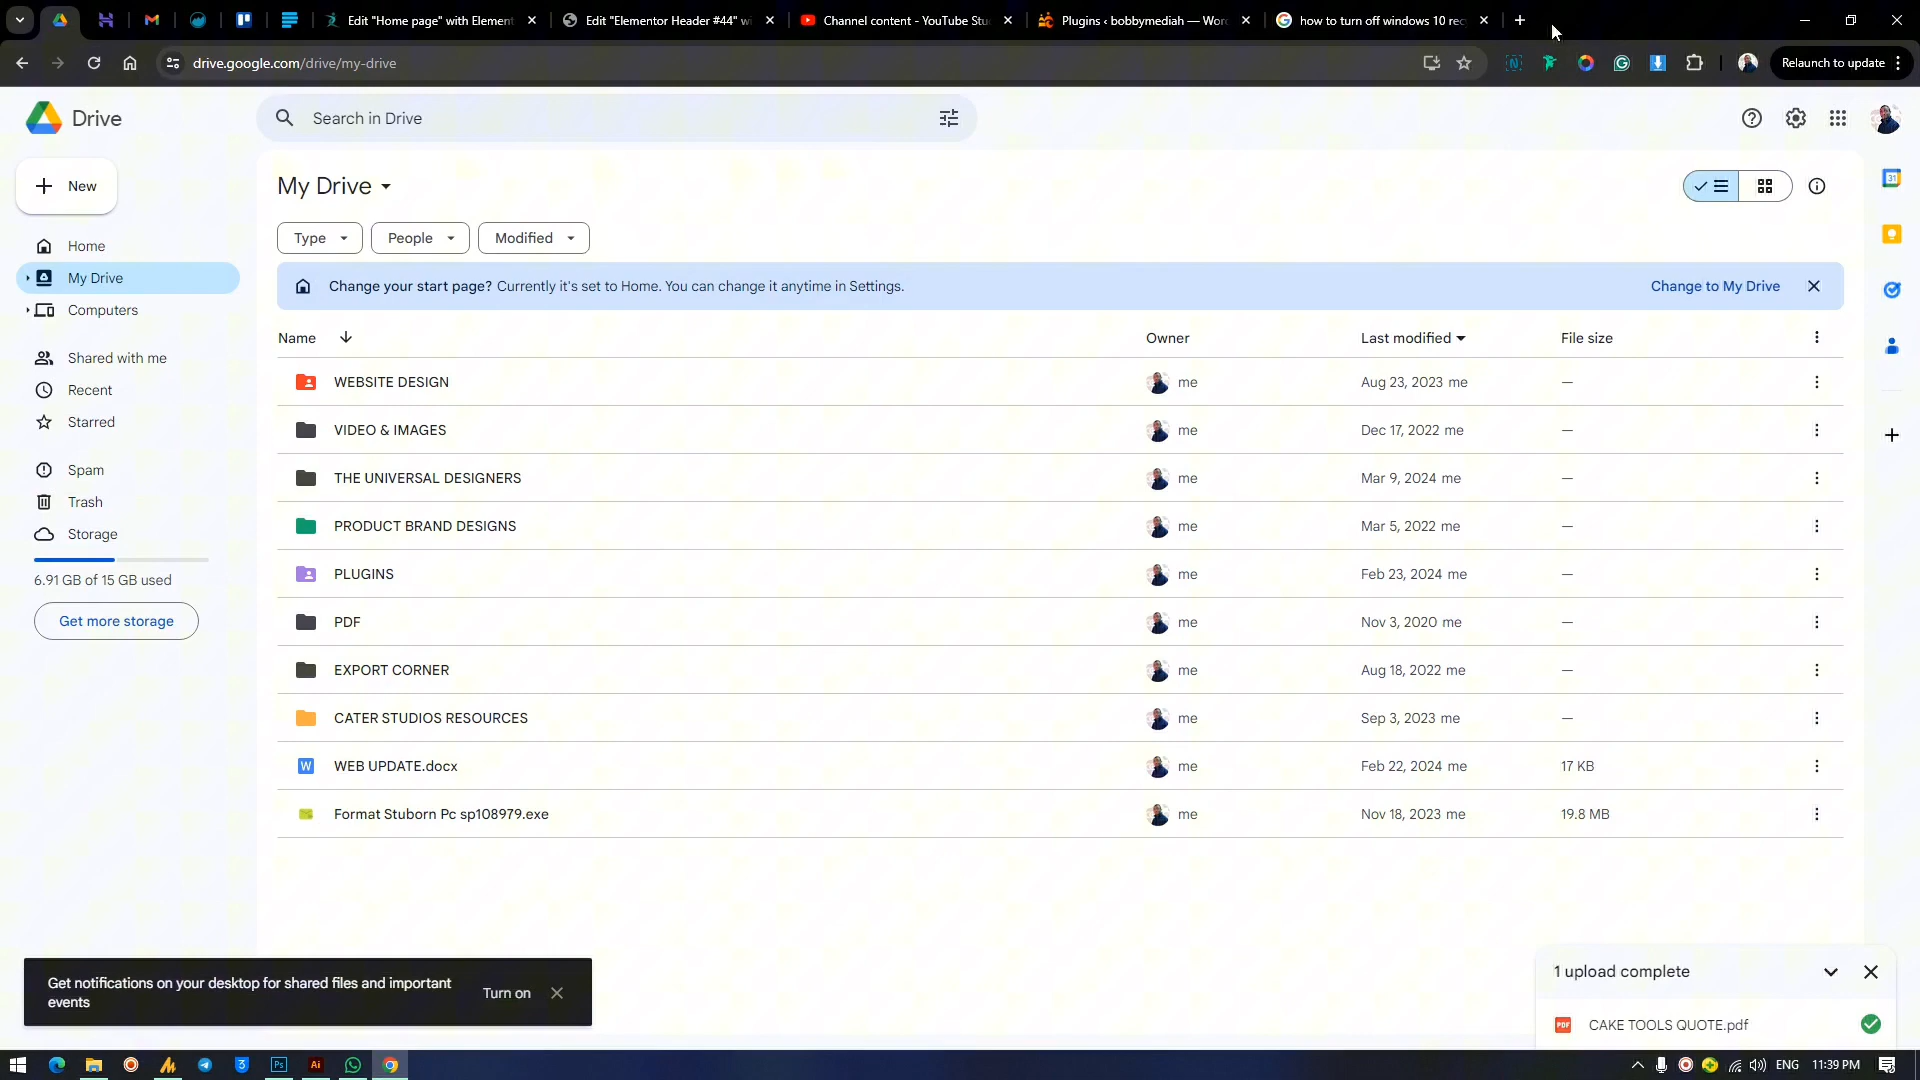 Edit "Home page" with Element
Edit "Elementor Header #44" wi
Channel content - YouTube Stu
Plugins ‹ bobbymediah — Wor
how to turn off windows 10 rec
drive.google.com/drive/my-drive
Relaunch to update
Drive
Search in Drive
New
My Drive
Type
People
Modified
Home
My Drive
Computers
Shared with me
Recent
Starred
Spam
Trash
Storage
6.91 GB of 15 GB used
Get more storage
Change your start page? Currently it's set to Home. You can change it anytime in Settings.
Change to My Drive
Name Owner Last modified File size
WEBSITE DESIGN me Aug 23, 2023 me —
VIDEO & IMAGES me Dec 17, 2022 me —
THE UNIVERSAL DESIGNERS me Mar 9, 2024 me —
PRODUCT BRAND DESIGNS me Mar 5, 2022 me —
PLUGINS me Feb 23, 2024 me —
PDF me Nov 3, 2020 me —
EXPORT CORNER me Aug 18, 2022 me —
CATER STUDIOS RESOURCES me Sep 3, 2023 me —
W WEB UPDATE.docx me Feb 22, 2024 me 17 KB
Format Stuborn Pc sp108979.exe me Nov 18, 2023 me 19.8 MB
Get notifications on your desktop for shared files and important
events
Turn on
1 upload complete
PDF CAKE TOOLS QUOTE.pdf
Ps
Ai
ENG
11:39 PM